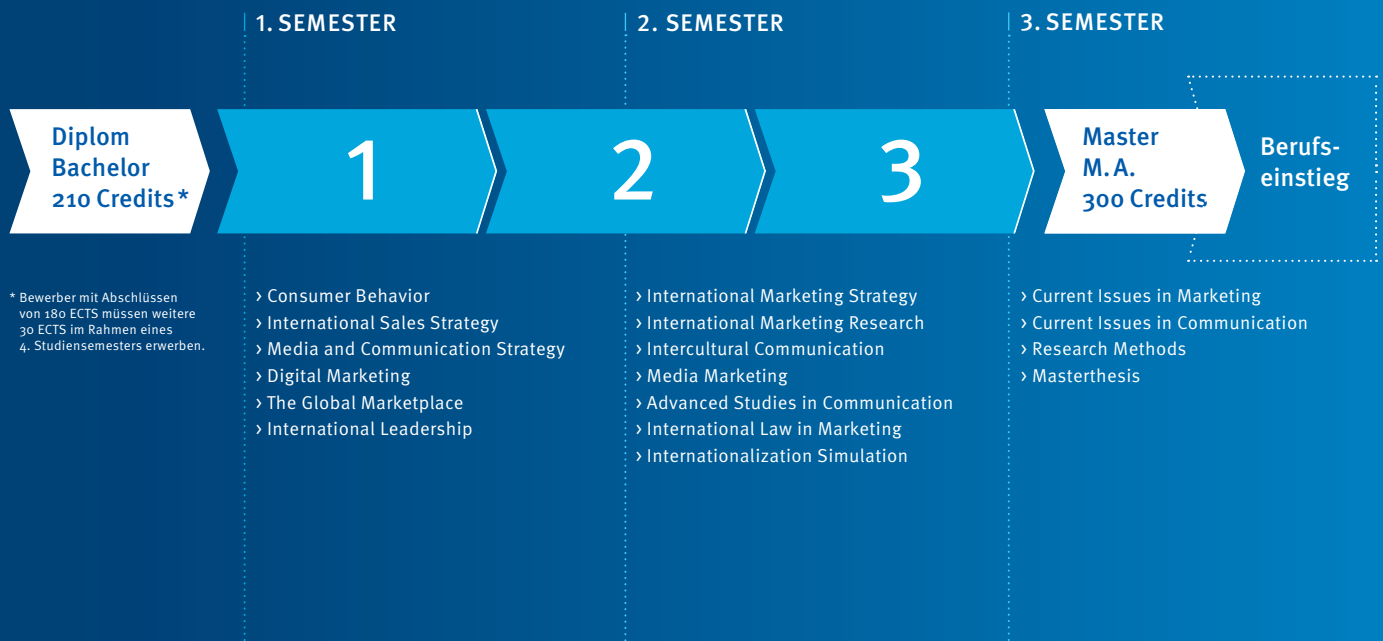 1. SEMESTER
2. SEMESTER
3. SEMESTER
Diplom
Bachelor
210 Credits*
1
2
3
Master
M. A.
300 Credits
Berufs-
einstieg
* Bewerber mit Abschlüssen
von 180 ECTS müssen weitere
30 ECTS im Rahmen eines
4. Studiensemesters erwerben.
› Consumer Behavior
› International Sales Strategy
› Media and Communication Strategy
› Digital Marketing
› The Global Marketplace
› International Leadership
› International Marketing Strategy
› International Marketing Research
› Intercultural Communication
› Media Marketing
› Advanced Studies in Communication
› International Law in Marketing
› Internationalization Simulation
› Current Issues in Marketing
› Current Issues in Communication
› Research Methods
› Masterthesis